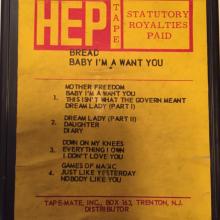 HEP
TAPE
STATUTORY
ROYALTIES
PAID
BREAD
BABY I'M A WANT YOU
MOTHER FREEDOM
BABY I'M A WANT YOU
1. THIS ISN'T WHAT THE GOVERN MEANT
DREAM LADY (PART I)
DREAM LADY (PART II)
2. DAUGHTER
DIARY
DOWN ON MY KNEES
3. EVERYTHING I OWN
I DON'T LOVE YOU
GAMES OF MAGIC
4. JUST LIKE YESTERDAY
NOBODY LIKE YOU
TAPE-MATE, INC., BOX 163, TRENTON, N.J.
DISTRIBUTOR